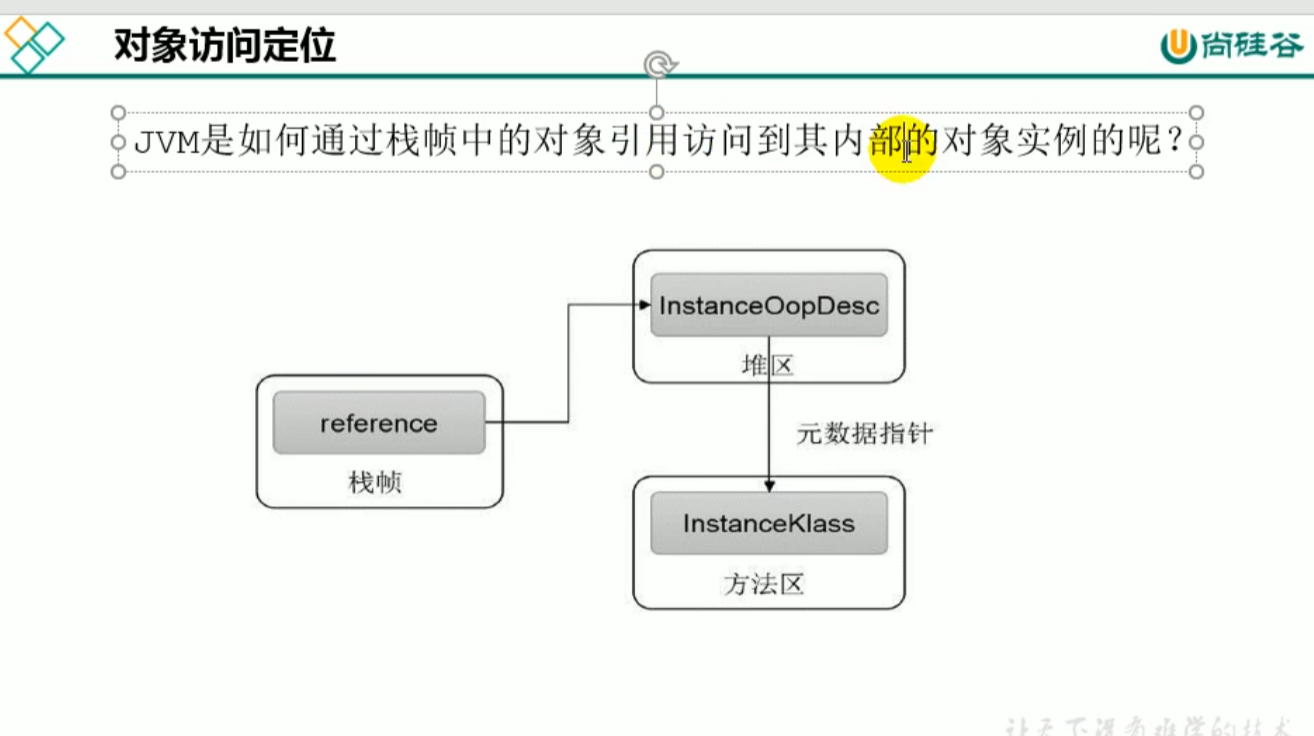 对象访问定位
尚硅谷
JVM是如何通过栈帧中的对象引用访问到其内部的对象实例的呢？
InstanceOopDesc
堆区
reference
栈帧
元数据指针
InstanceKlass
方法区
让天下没有难学的技术